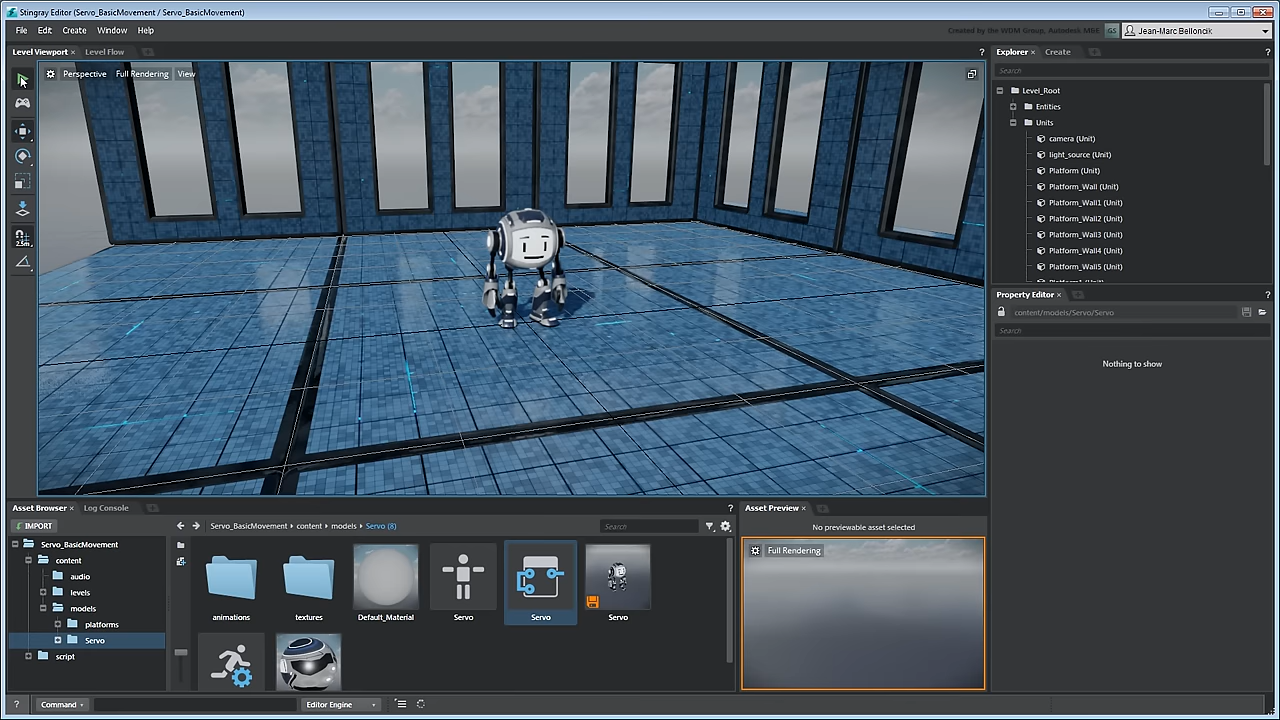 Stingray Editor (Servo_BasicMovement / Servo_BasicMovement)
File Edit Create Window Help
Created by the WDM Group, Autodesk M&E GS Jean-Marc Belloncik
Level Viewport Level Flow ?
Perspective Full Rendering View
2.5m
Explorer Create ?
Search
Level_Root
Entities
Units
camera (Unit)
light_source (Unit)
Platform (Unit)
Platform_Wall (Unit)
Platform_Wall1 (Unit)
Platform_Wall2 (Unit)
Platform_Wall3 (Unit)
Platform_Wall4 (Unit)
Platform_Wall5 (Unit)
Property Editor ?
content/models/Servo/Servo
Search
Nothing to show
Asset Browser Log Console ?
IMPORT
Servo_BasicMovement
content
audio
levels
models
platforms
Servo
script
Servo_BasicMovement content models Servo (8)
Search
animations textures Default_Material Servo Servo Servo
Asset Preview ?
No previewable asset selected
Full Rendering
? Command Editor Engine